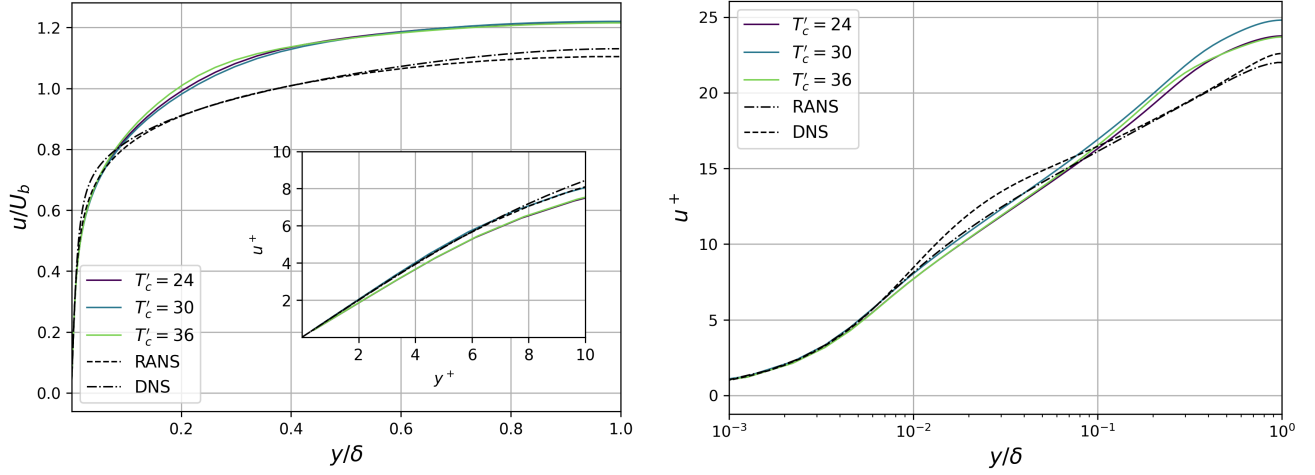 1.2
1.0
0.8
0.6
0.4
0.2
0.0
u/U_b
T′_c = 24
T′_c = 30
T′_c = 36
RANS
DNS
10
8
6
4
2
u⁺
2 4 6 8 10
y⁺
0.2 0.4 0.6 0.8 1.0
y/δ
25
20
15
10
5
0
u⁺
T′_c = 24
T′_c = 30
T′_c = 36
RANS
DNS
10⁻³ 10⁻² 10⁻¹ 10⁰
y/δ